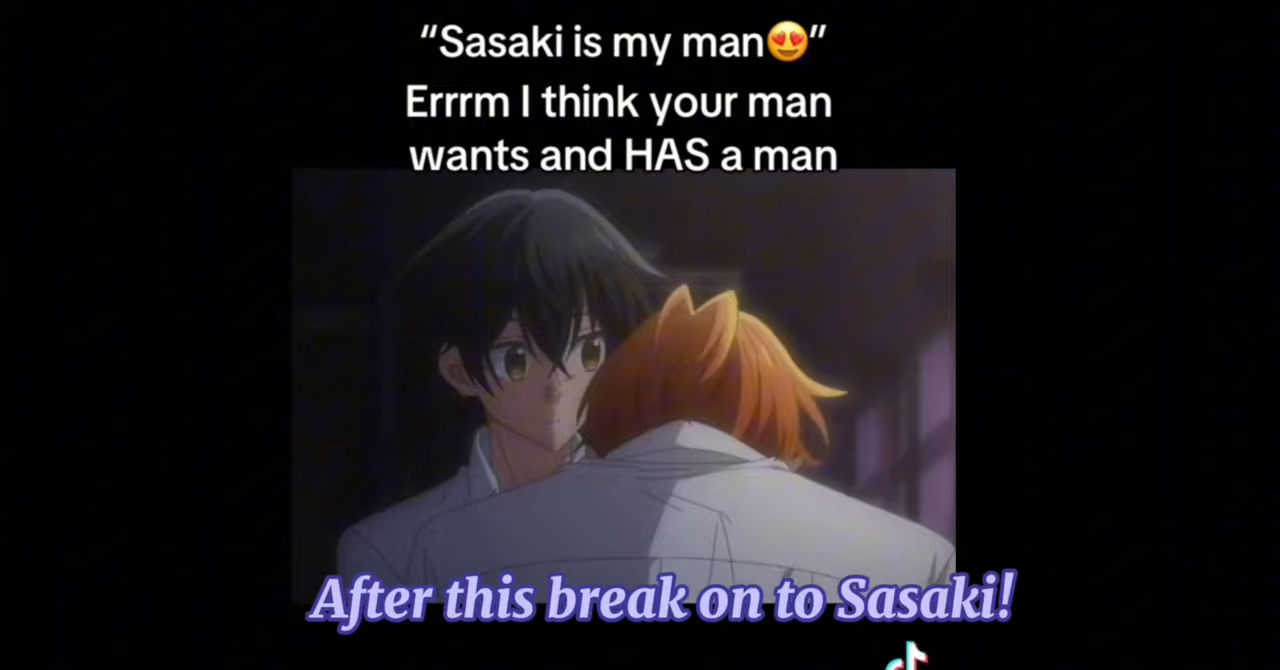 “Sasaki is my man😍”
Errrm I think your man
wants and HAS a man
After this break on to Sasaki!